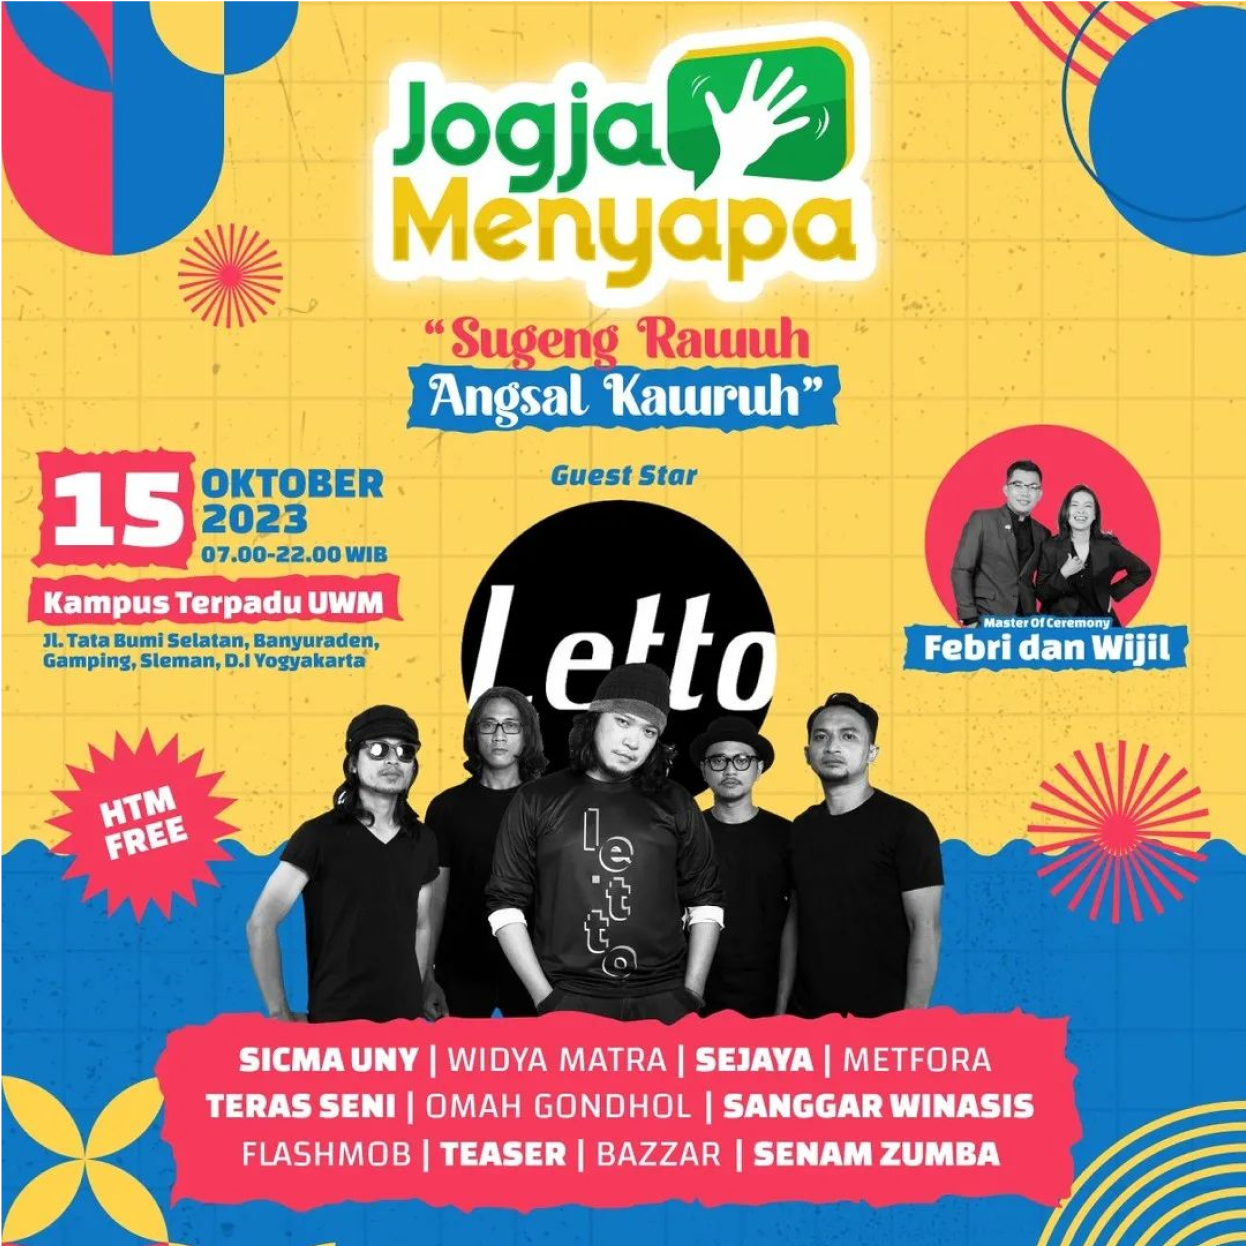 Jogja
Menyapa
“Sugeng Rawuh
Angsal Kawruh”
15
OKTOBER
2023
07.00-22.00 WIB
Kampus Terpadu UWM
Jl. Tata Bumi Selatan, Banyuraden,
Gamping, Sleman, D.I Yogyakarta
Guest Star
Letto
Master Of Ceremony
Febri dan Wijil
HTM
FREE
letto
SICMA UNY | WIDYA MATRA | SEJAYA | METFORA
TERAS SENI | OMAH GONDHOL | SANGGAR WINASIS
FLASHMOB | TEASER | BAZZAR | SENAM ZUMBA